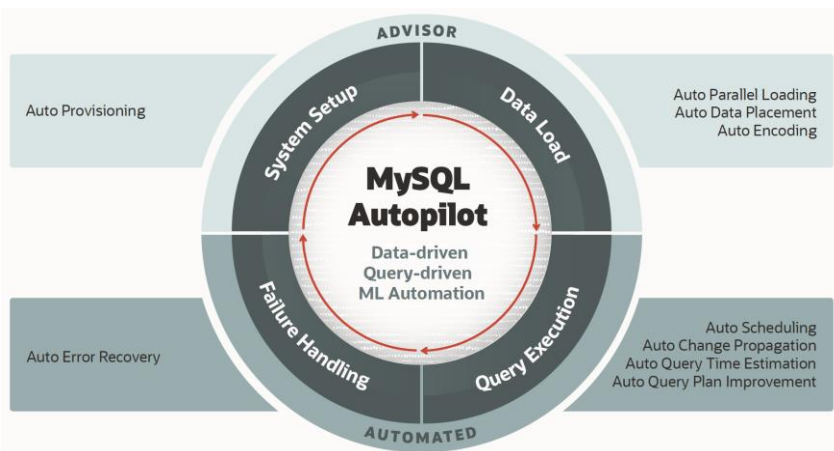 ADVISOR
Auto Provisioning
System Setup
Data Load
Auto Parallel Loading
Auto Data Placement
Auto Encoding
MySQL
Autopilot
Data-driven
Query-driven
ML Automation
Auto Error Recovery
Failure Handling
Query Execution
Auto Scheduling
Auto Change Propagation
Auto Query Time Estimation
Auto Query Plan Improvement
AUTOMATED